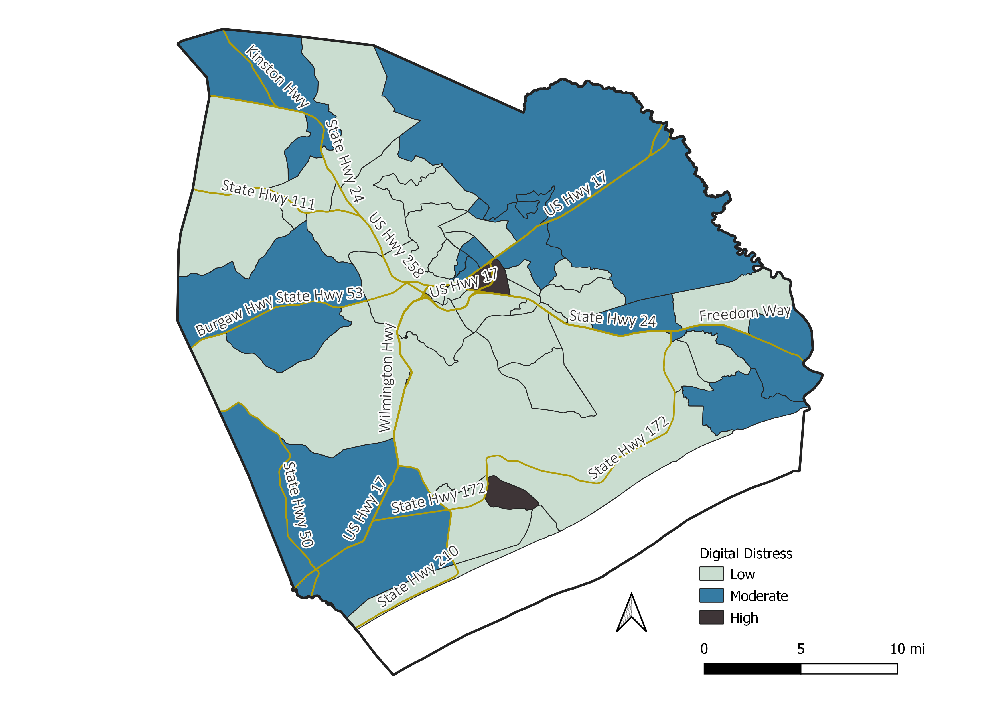 Kinston Hwy
State Hwy 24
State Hwy 111
US Hwy 17
US Hwy 258
US Hwy 17
State Hwy 53
Burgaw Hwy
State Hwy 24
Freedom Way
Wilmington Hwy
State Hwy 172
State Hwy 50
US Hwy 17
State Hwy 172
State Hwy 210
Digital Distress
Low
Moderate
High
0 5 10 mi